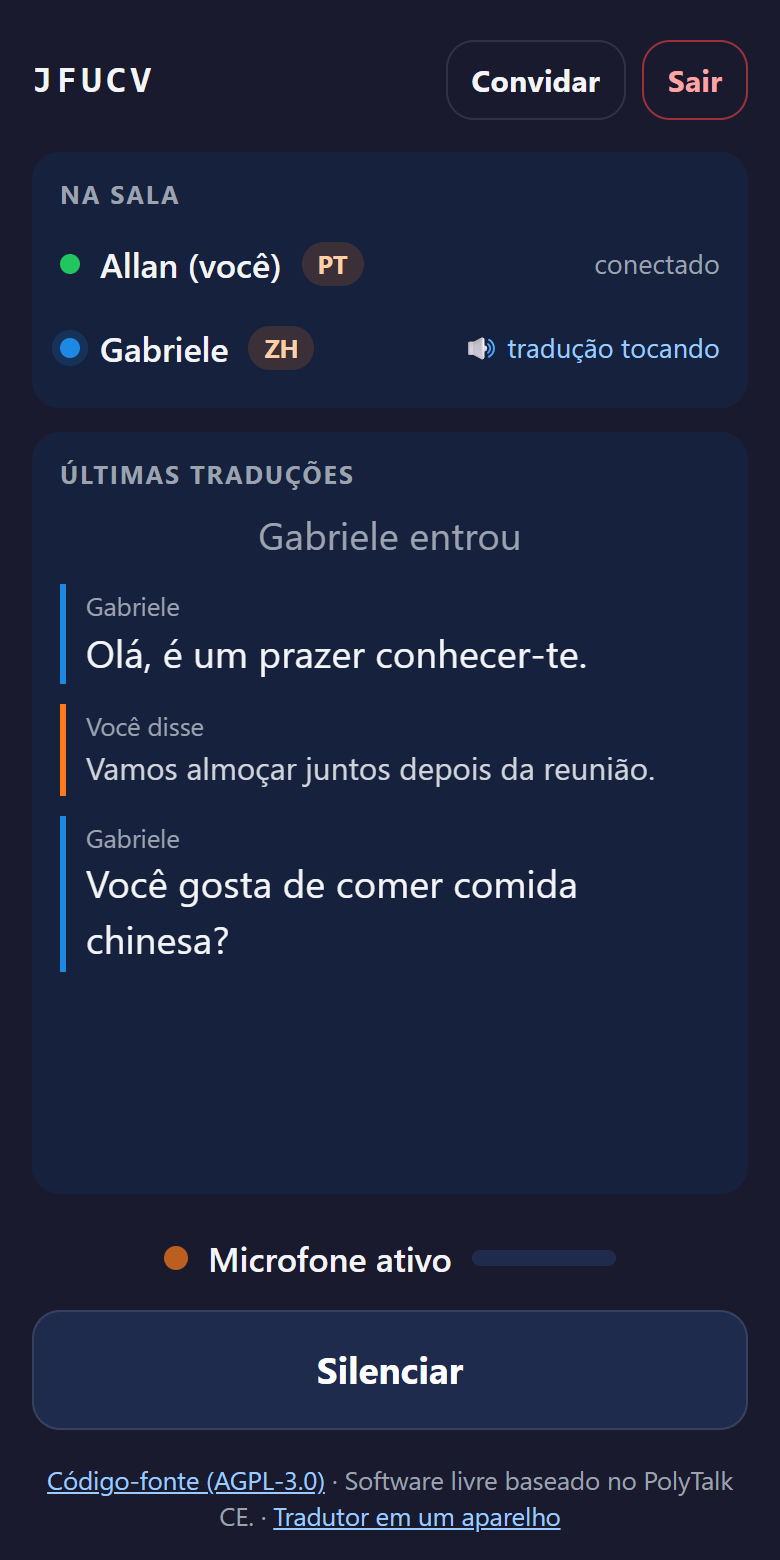 JFUCV
Convidar
Sair
NA SALA
Allan (você)
PT
conectado
Gabriele
ZH
tradução tocando
ÚLTIMAS TRADUÇÕES
Gabriele entrou
Gabriele
Olá, é um prazer conhecer-te.
Você disse
Vamos almoçar juntos depois da reunião.
Gabriele
Você gosta de comer comida
chinesa?
Microfone ativo
Silenciar
Código-fonte (AGPL-3.0) · Software livre baseado no PolyTalk
CE. · Tradutor em um aparelho